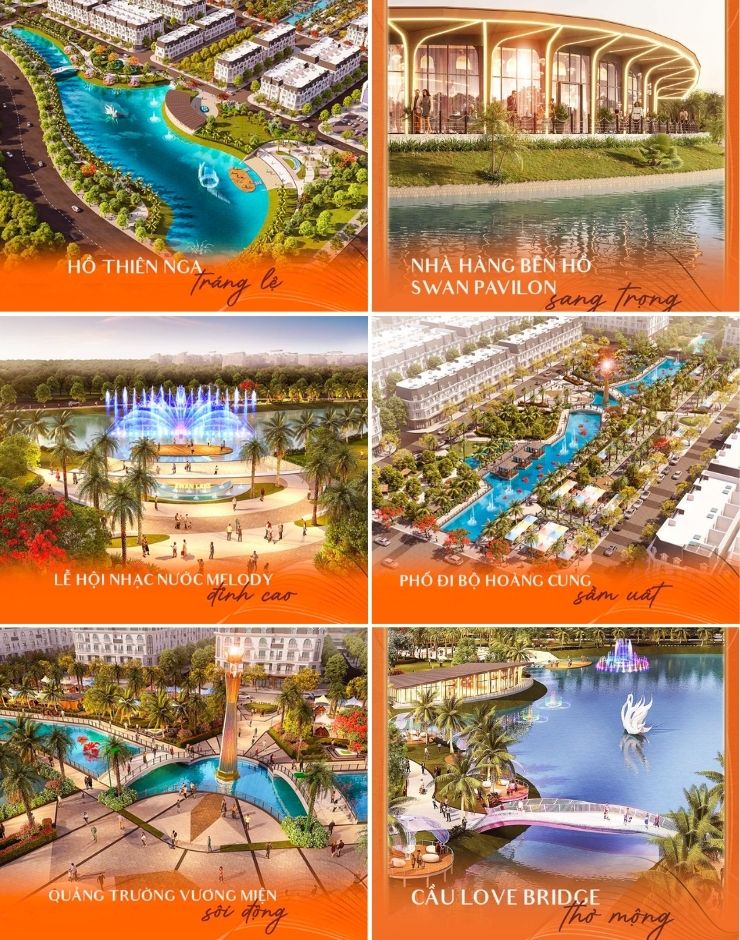 HỒ THIÊN NGA
tráng lệ
NHÀ HÀNG BÊN HỒ
SWAN PAVILON
sang trọng
SWAN LAKE
LỄ HỘI NHẠC NƯỚC MELODY
đỉnh cao
PHỐ ĐI BỘ HOÀNG CUNG
sầm uất
QUẢNG TRƯỜNG VƯƠNG MIỆN
sôi động
CẦU LOVE BRIDGE
thơ mộng